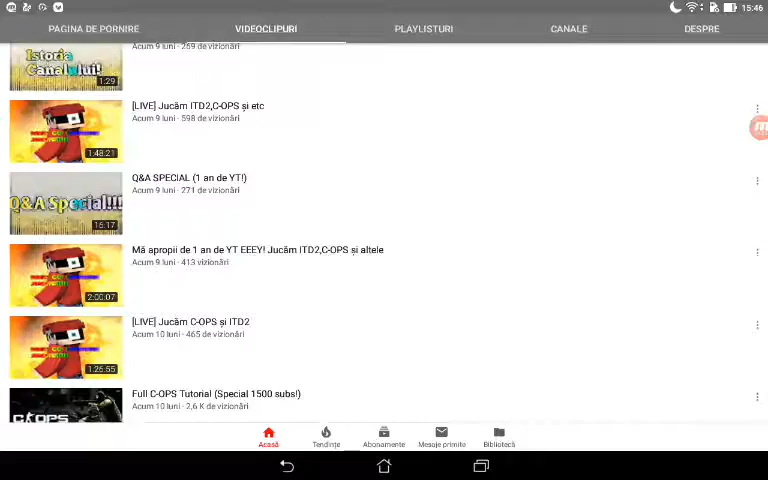 15:46
PAGINA DE PORNIRE VIDEOCLIPURI PLAYLISTURI CANALE DESPRE
Acum 9 luni · 269 de vizionări
Istoria
Canalului!
1:29
[LIVE] Jucăm ITD2,C-OPS și etc
Acum 9 luni · 598 de vizionări
1:48:21
Q&A SPECIAL (1 an de YT!)
Acum 9 luni · 271 de vizionări
Q&A Special!!!
15:17
Mă apropii de 1 an de YT EEEY! Jucăm ITD2,C-OPS și altele
Acum 9 luni · 413 vizionări
2:00:07
[LIVE] Jucăm C-OPS și ITD2
Acum 10 luni · 465 de vizionări
1:26:55
Full C-OPS Tutorial (Special 1500 subs!)
Acum 10 luni · 2,6 K de vizionări
C-OPS
Acasă Tendințe Abonamente Mesaje primite Bibliotecă